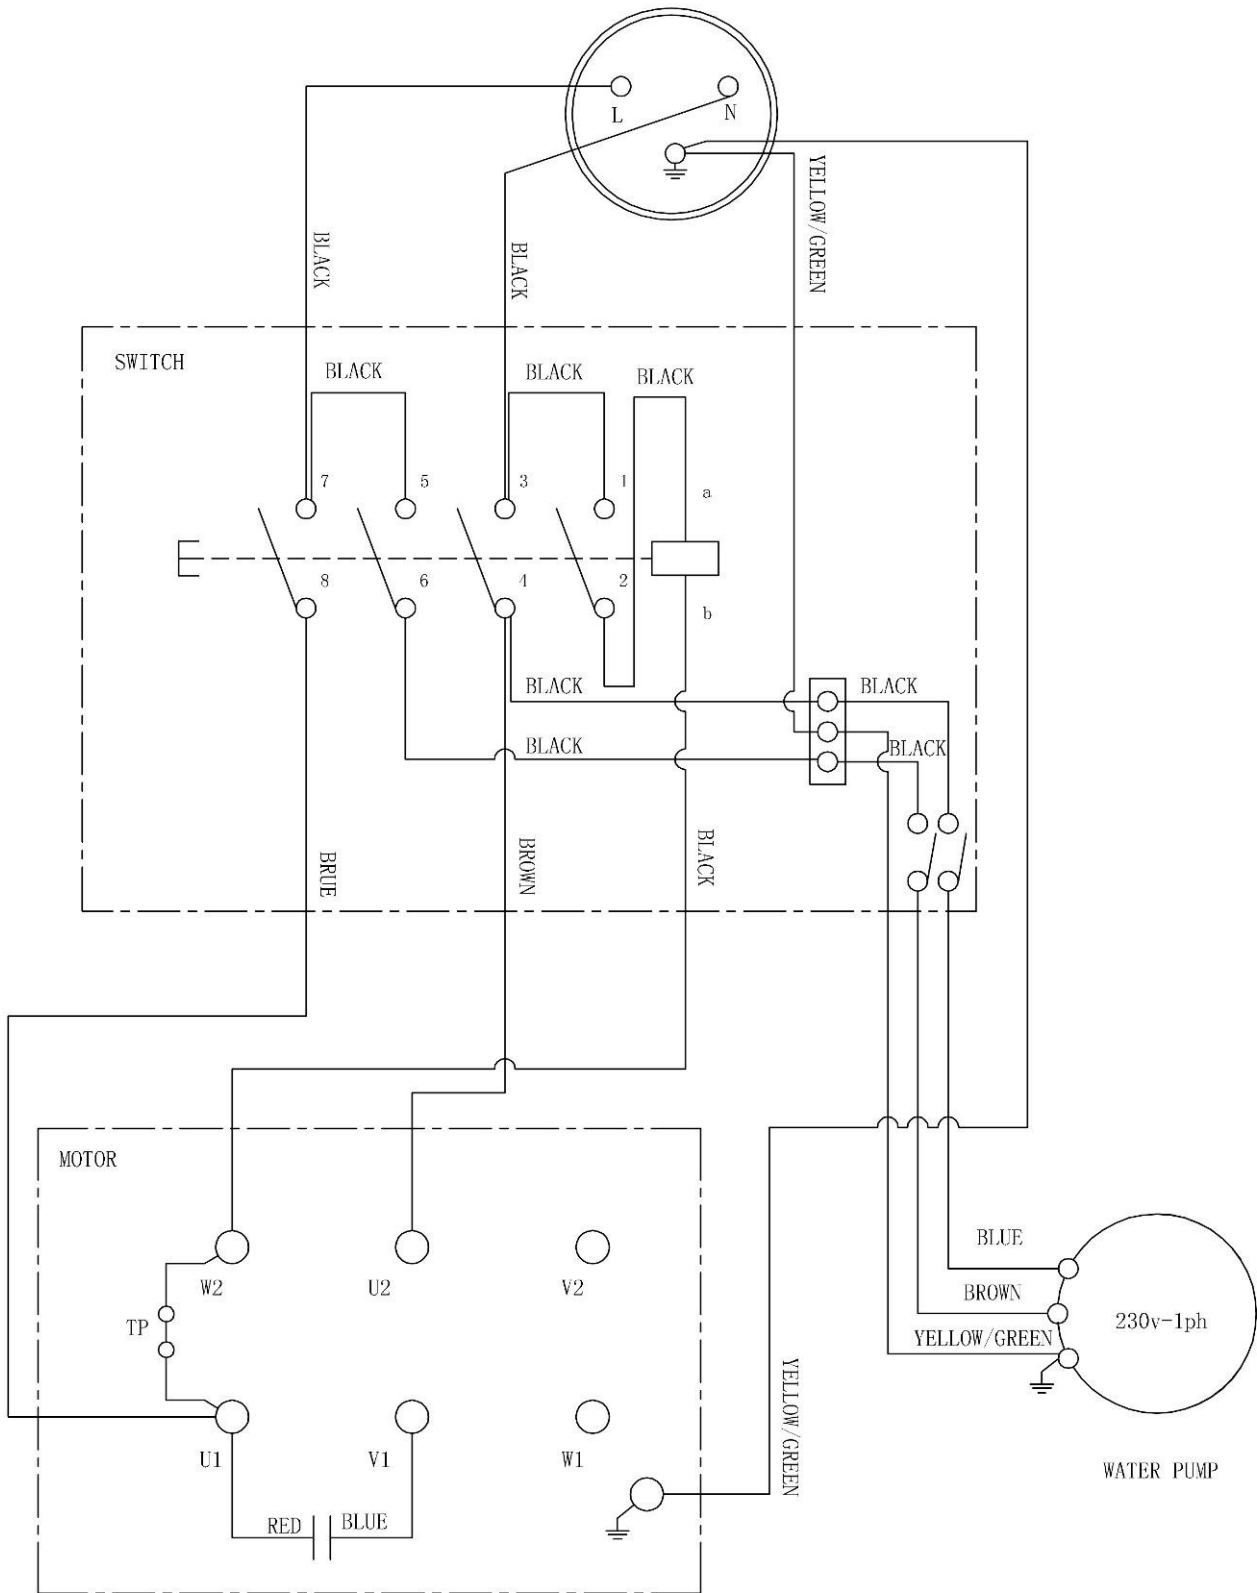 L
N
YELLOW/GREEN
BLACK
BLACK
SWITCH
BLACK
BLACK
BLACK
7
5
3
1
a
8
6
4
2
b
BLACK
BLACK
BLACK
BLACK
BRUE
BROWN
BLACK
MOTOR
W2
U2
V2
TP
U1
V1
W1
RED
BLUE
YELLOW/GREEN
BLUE
BROWN
YELLOW/GREEN
230v-1ph
WATER PUMP